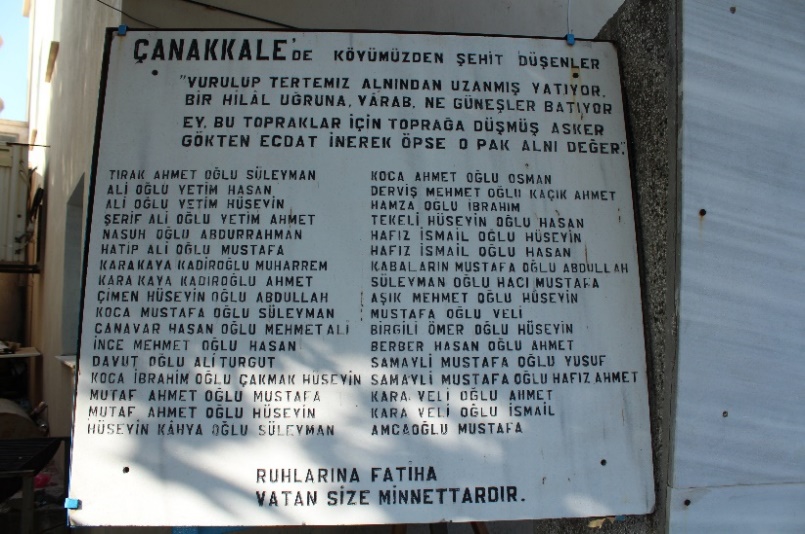 ÇANAKKALE'DE KÖYÜMÜZDEN ŞEHİT DÜŞENLER
"VURULUP TERTEMİZ ALNINDAN UZANMIŞ YATIYOR,
BİR HİLÂL UĞRUNA, YÂRAB, NE GÜNEŞLER BATIYOR
EY, BU TOPRAKLAR İÇİN TOPRAĞA DÜŞMÜŞ ASKER
GÖKTEN ECDAT İNEREK ÖPSE O PAK ALNI DEĞER".
TIRAK AHMET OĞLU SÜLEYMAN
ALİ OĞLU YETİM HASAN
ALİ OĞLU YETİM HÜSEYİN
ŞERİF ALİ OĞLU YETİM AHMET
NASUH OĞLU ABDURRAHMAN
HATİP ALİ OĞLU MUSTAFA
KARAKAYA KADİROĞLU MUHARREM
KARA KAYA KADIROĞLU AHMET
ÇİMEN HÜSEYİN OĞLU ABDULLAH
KOCA MUSTAFA OĞLU SÜLEYMAN
CANAVAR HASAN OĞLU MEHMET ALİ
İNCE MEHMET OĞLU HASAN
DAVUT OĞLU ALİ TURGUT
KOCA İBRAHİM OĞLU ÇAKMAK HÜSEYİN
MUTAF AHMET OĞLU MUSTAFA
MUTAF AHMET OĞLU HÜSEYİN
HÜSEYİN KÂHYA OĞLU SÜLEYMAN
KOCA AHMET OĞLU OSMAN
DERVİŞ MEHMET OĞLU KAÇIK AHMET
HAMZA OĞLU İBRAHİM
TEKELİ HÜSEYİN OĞLU HASAN
HAFIZ İSMAİL OĞLU HÜSEYİN
HAFIZ İSMAİL OĞLU HASAN
KABALARIN MUSTAFA OĞLU ABDULLAH
SÜLEYMAN OĞLU HACI MUSTAFA
AŞIK MEHMET OĞLU HÜSEYİN
MUSTAFA OĞLU VELİ
BİRGİLİ ÖMER OĞLU HÜSEYİN
BERBER HASAN OĞLU AHMET
SAMAYLİ MUSTAFA OĞLU YUSUF
SAMAYLİ MUSTAFA OĞLU HAFIZ AHMET
KARA VELİ OĞLU AHMET
KARA VELİ OĞLU İSMAİL
AMCAOĞLU MUSTAFA
RUHLARINA FATİHA
VATAN SİZE MİNNETTARDIR.